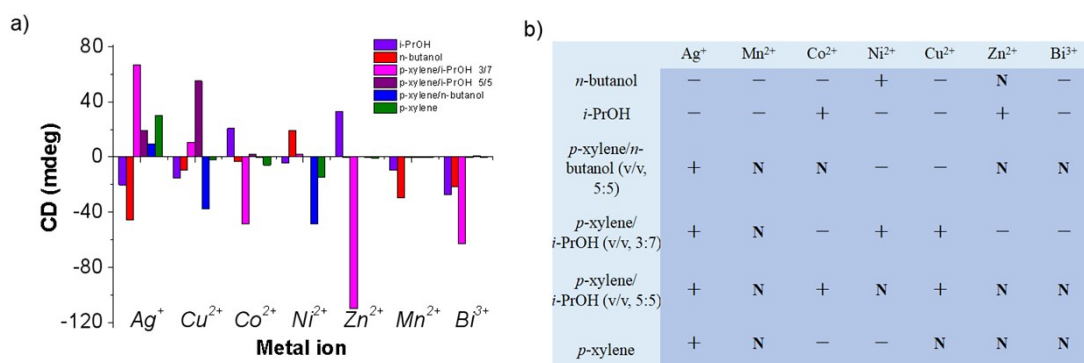 a)
80
40
0
-40
-80
-120
CD (mdeg)
i-PrOH
n-butanol
p-xylene/i-PrOH 3/7
p-xylene/i-PrOH 5/5
p-xylene/n-butanol
p-xylene
Ag⁺ Cu²⁺ Co²⁺ Ni²⁺ Zn²⁺ Mn²⁺ Bi³⁺
Metal ion
b)
Ag⁺ Mn²⁺ Co²⁺ Ni²⁺ Cu²⁺ Zn²⁺ Bi³⁺
n-butanol − − − + − N −
i-PrOH − − + − − + −
p-xylene/n-
butanol (v/v, + N N − − N N
5:5)
p-xylene/
i-PrOH (v/v, 3:7) + N − + + − −
p-xylene/
i-PrOH (v/v, 5:5) + N + N + N N
p-xylene + N − − N N N